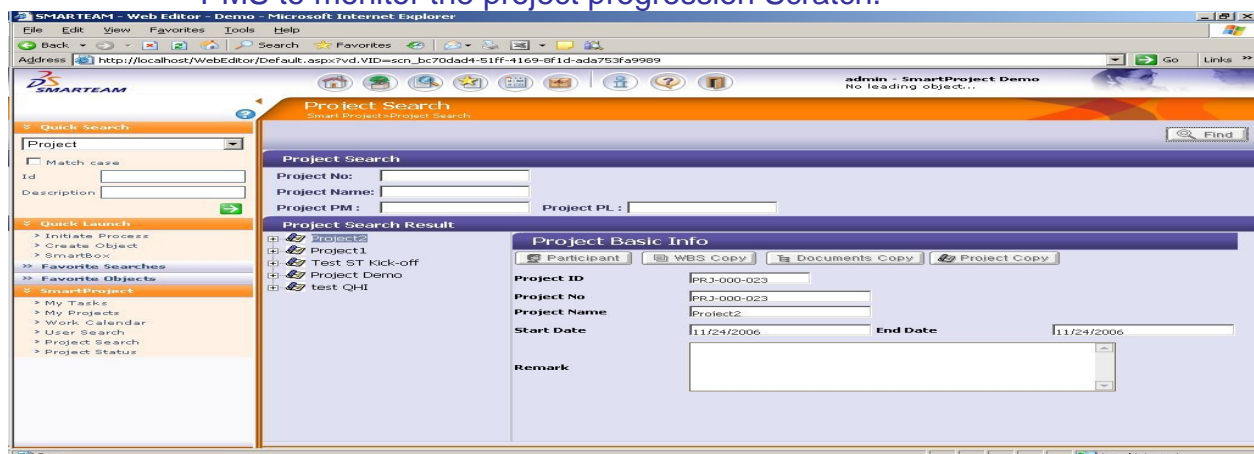 PMS to monitor the project progression Scratch.
SMARTEAM - Web Editor - Demo - Microsoft Internet Explorer
File Edit View Favorites Tools Help
Back Search Favorites
Address http://localhost/WebEditor/Default.aspx?vd.VID=scn_bc70dad4-51ff-4169-8f1d-ada753fa9989 Go Links »
SMARTEAM
admin - SmartProject Demo
No leading object...
Project Search
Smart Project>Project Search
Quick Search
Find
Project
Match case
Id
Description
Project Search
Project No:
Project Name:
Project PM : Project PL :
Quick Launch
> Initiate Process
> Create Object
> SmartBox
>> Favorite Searches
>> Favorite Objects
SmartProject
> My Tasks
> My Projects
> Work Calendar
> User Search
> Project Search
> Project Status
Project Search Result
Project2
Project1
Test ST Kick-off
Project Demo
test QHI
Project Basic Info
Participant WBS Copy Documents Copy Project Copy
Project ID PRJ-000-023
Project No PRJ-000-023
Project Name Project2
Start Date 11/24/2006 End Date 11/24/2006
Remark